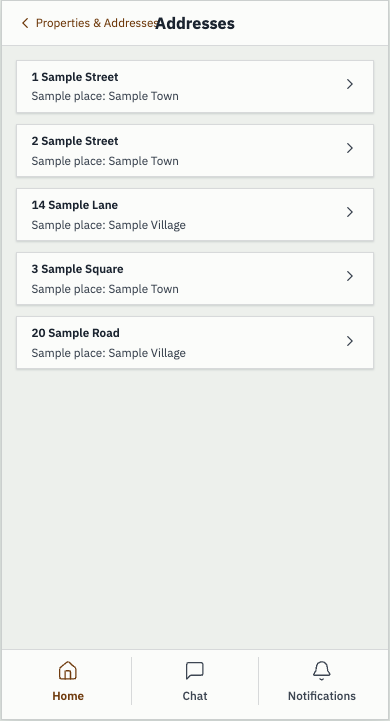 Properties & Addresses
Addresses
1 Sample Street
Sample place: Sample Town
2 Sample Street
Sample place: Sample Town
14 Sample Lane
Sample place: Sample Village
3 Sample Square
Sample place: Sample Town
20 Sample Road
Sample place: Sample Village
Home
Chat
Notifications